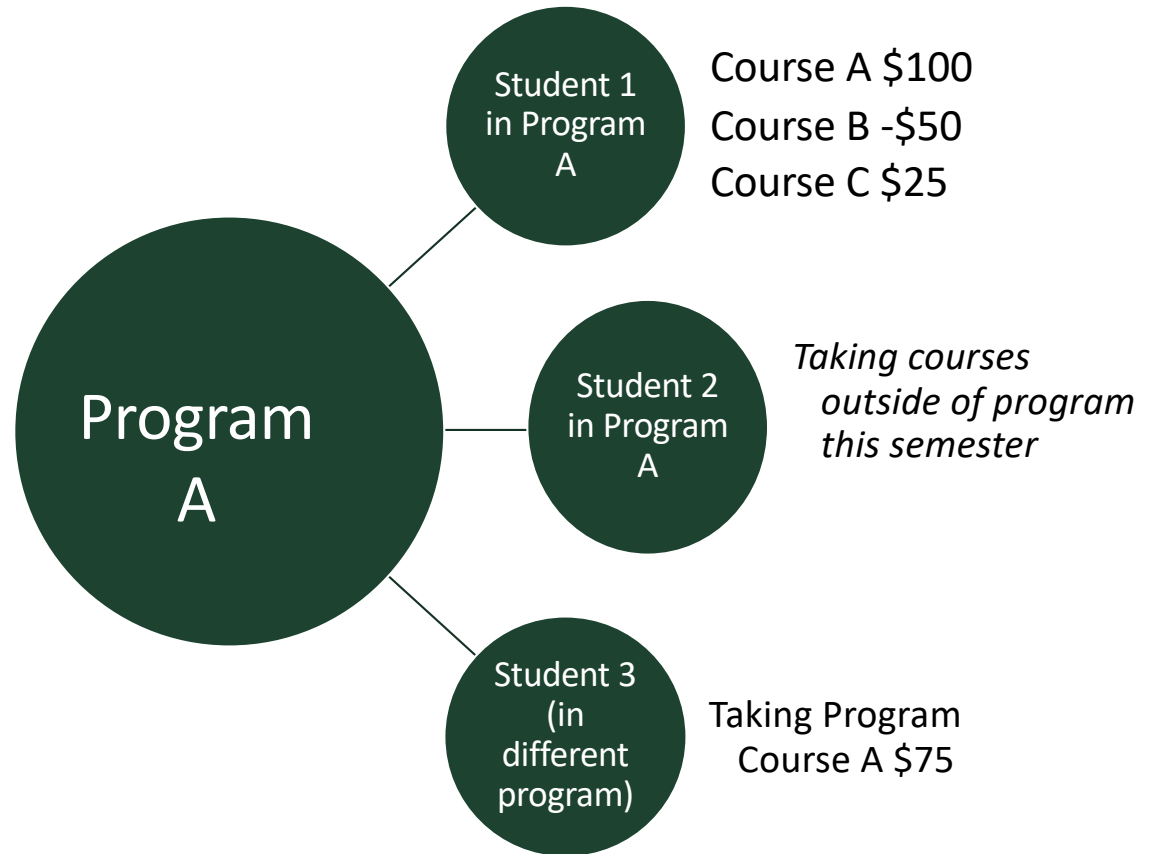 Program
A
Student 1
in Program
A
Course A $100
Course B -$50
Course C $25
Student 2
in Program
A
Taking courses
outside of program
this semester
Student 3
(in
different
program)
Taking Program
Course A $75